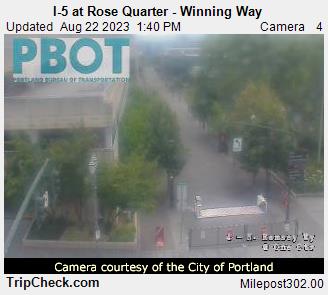 I-5 at Rose Quarter - Winning Way
Updated Aug 22 2023 1:40 PM Camera 4
PBOT
PORTLAND BUREAU OF TRANSPORTATION
Camera courtesy of the City of Portland
TripCheck.com Milepost302.00